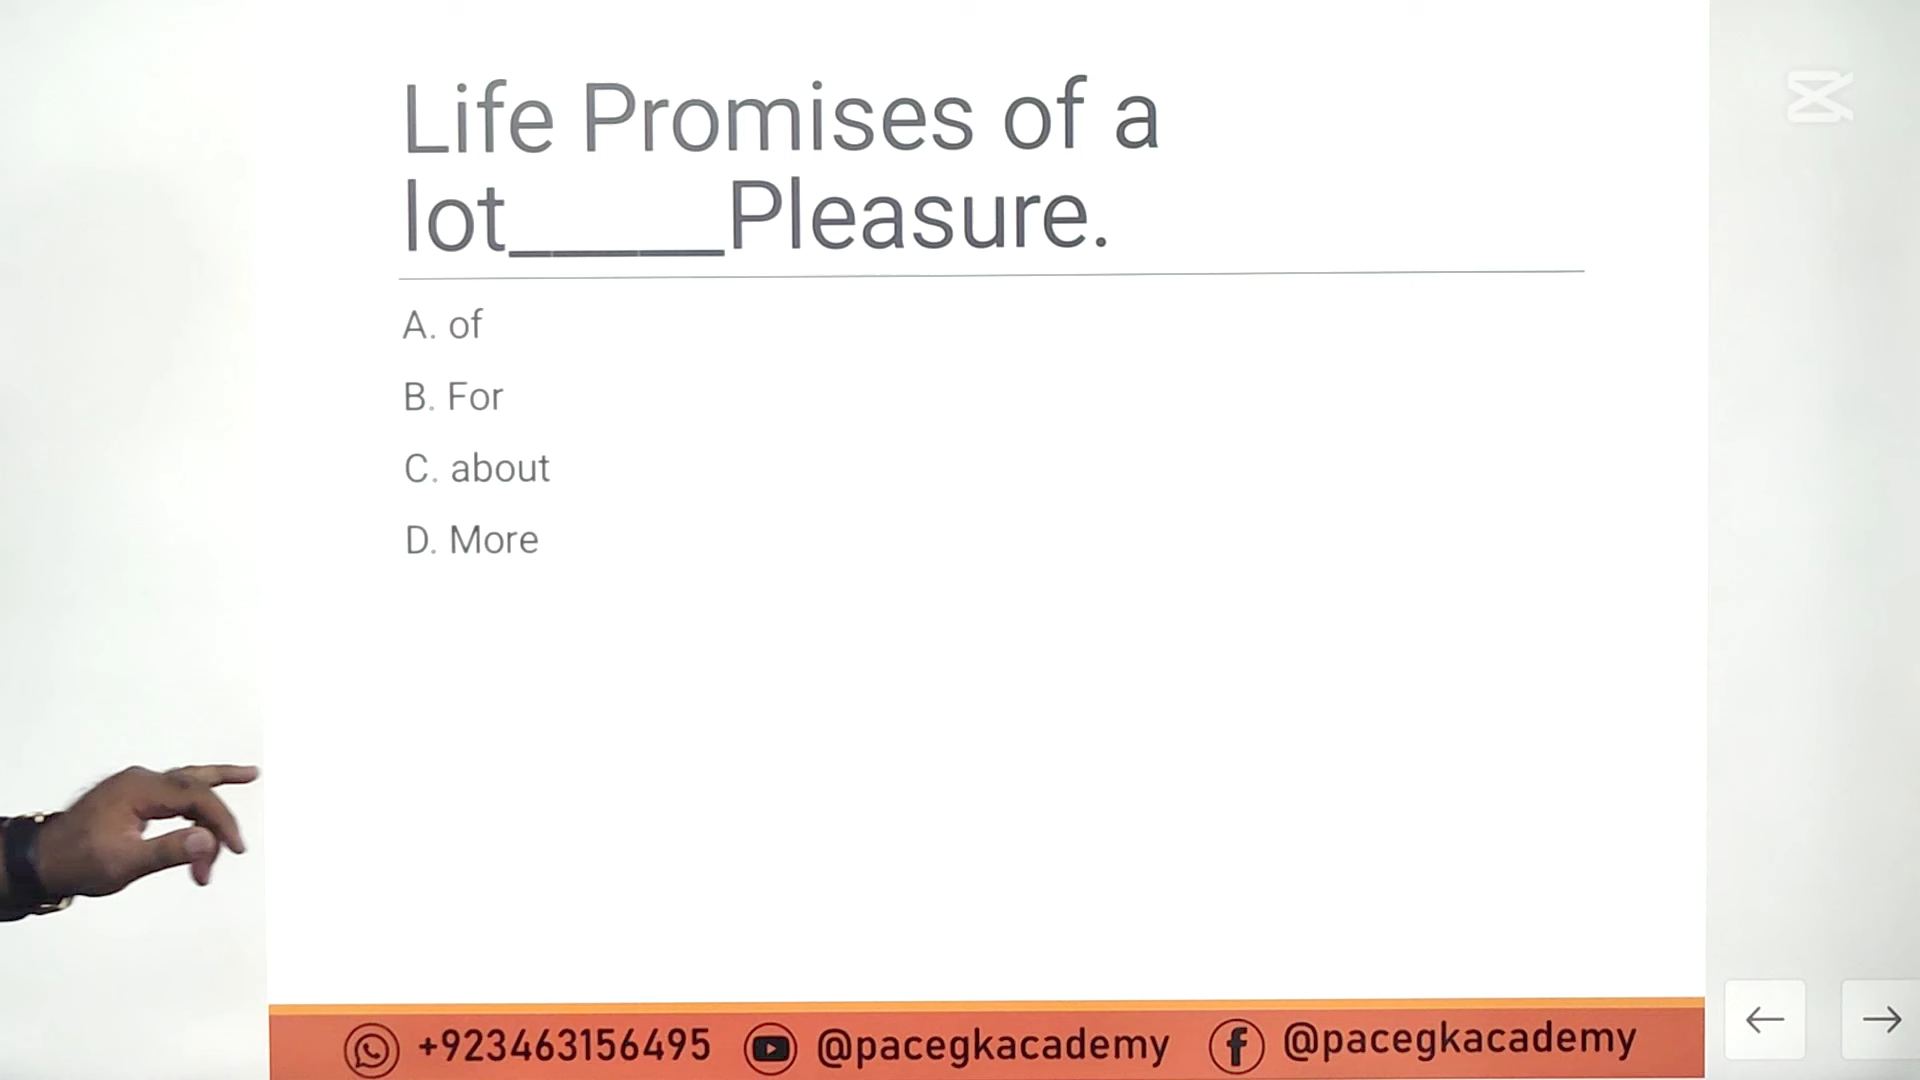 Life Promises of a
lot_____Pleasure.
A. of
B. For
C. about
D. More
+923463156495 @pacegkacademy @pacegkacademy